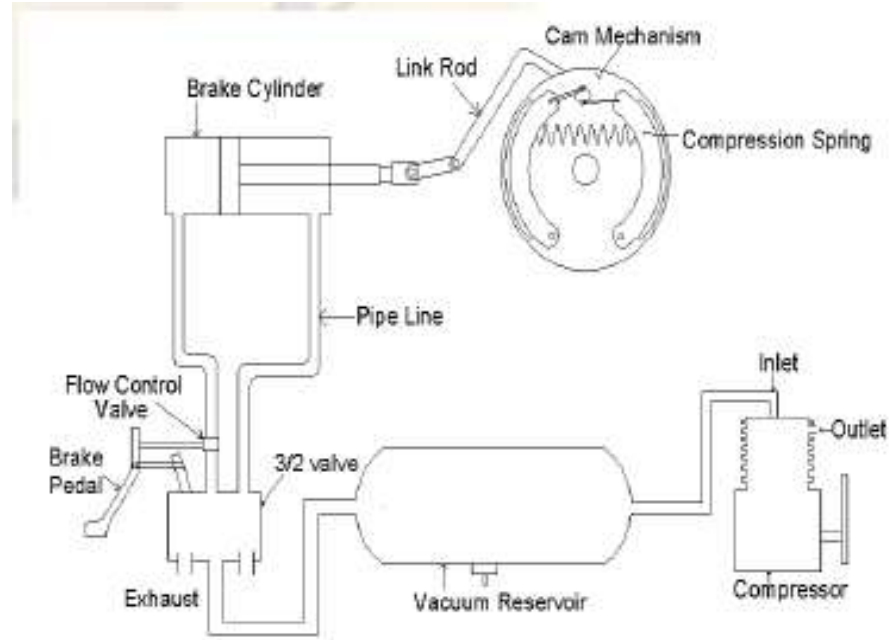 Cam Mechanism
Link Rod
Brake Cylinder
Compression Spring
Pipe Line
Inlet
Flow Control
Valve
Outlet
Brake
Pedal
3/2 valve
Exhaust
Vacuum Reservoir
Compressor